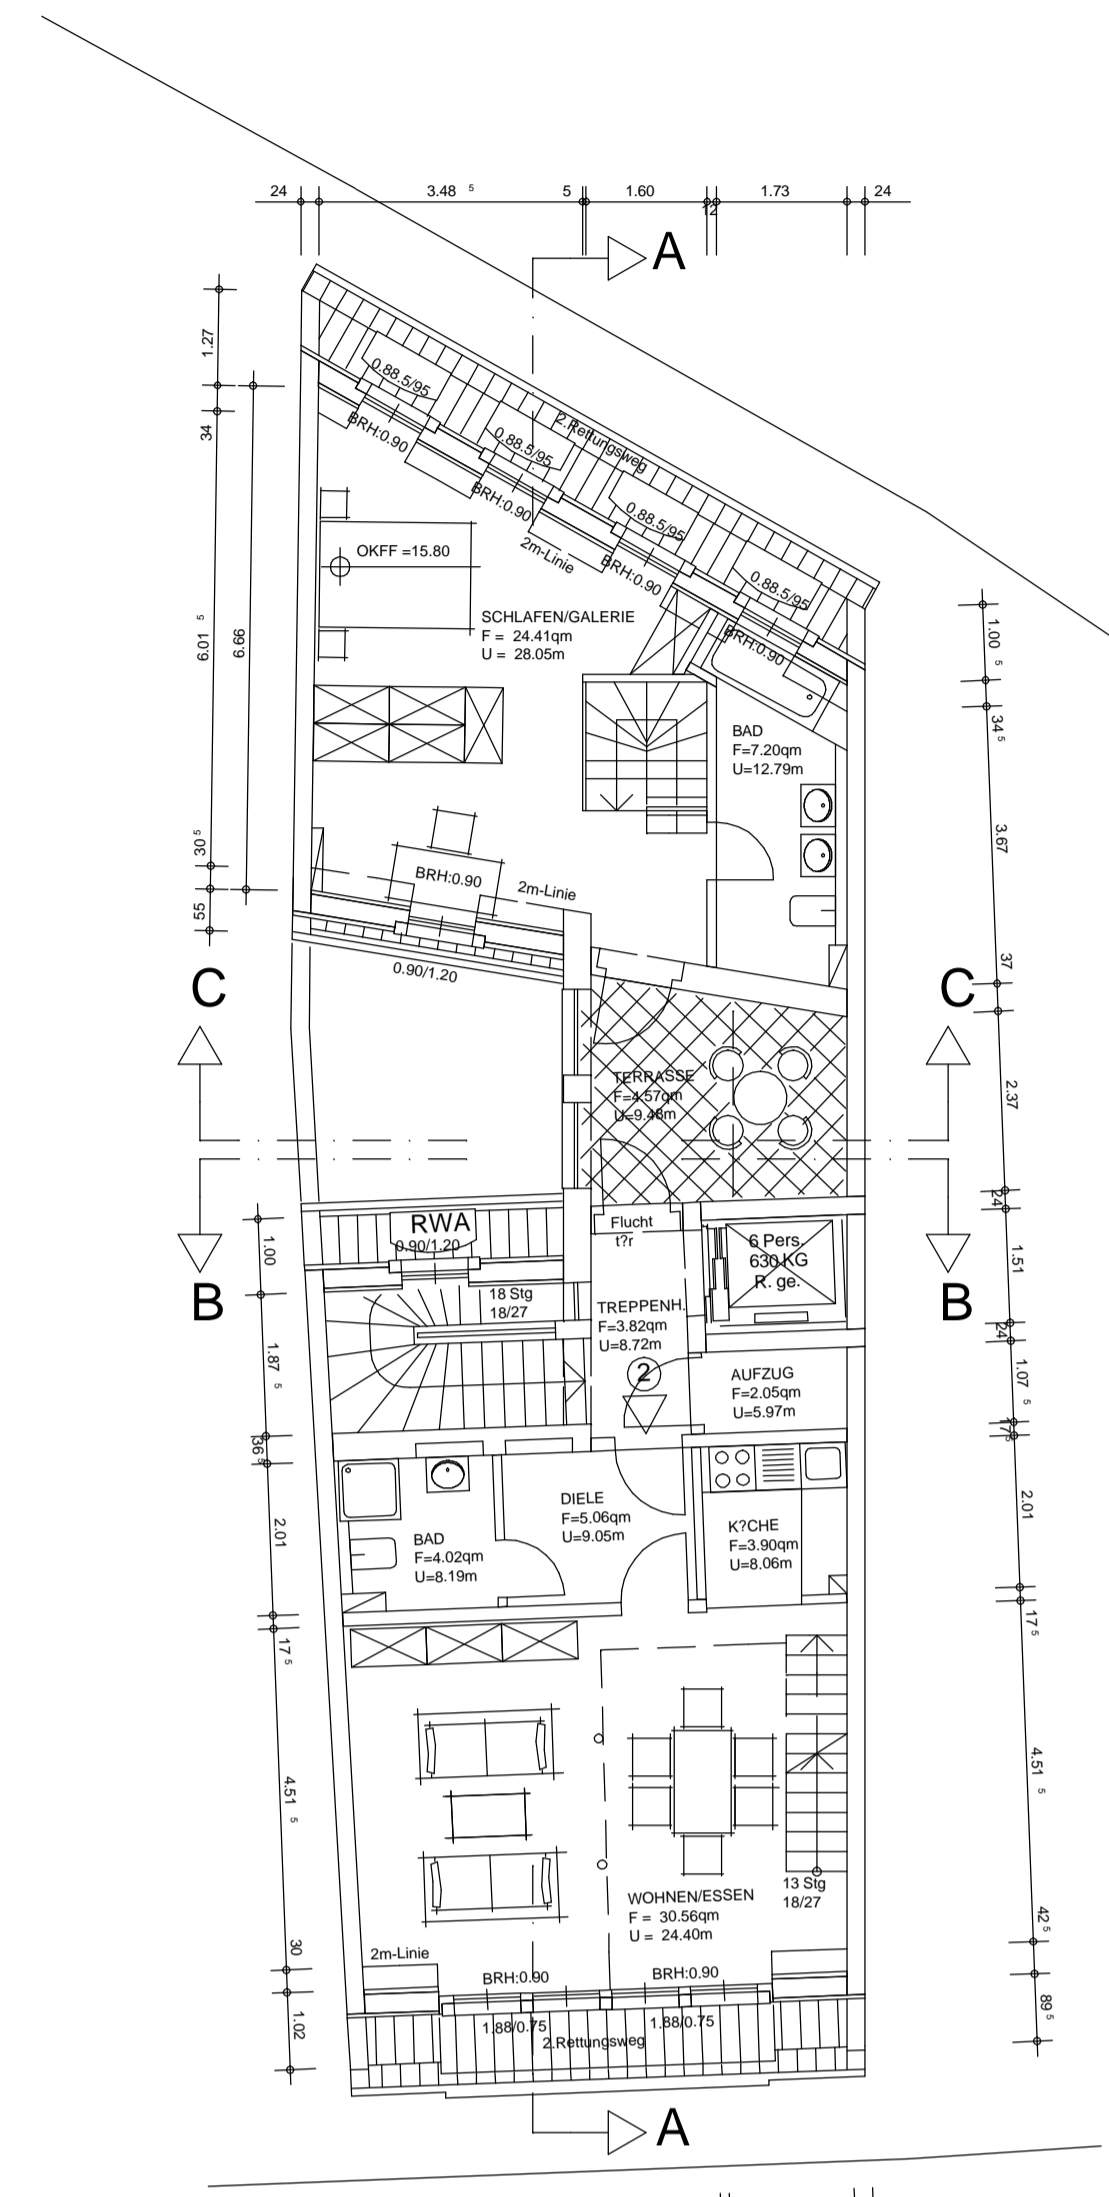 24
3.48 5
5
1.60
12
1.73
24
A
1.27
34
6.01 5
6.66
30 5
55
0.88.5/95
BRH:0.90
0.88.5/95
2.Rettungsweg
BRH:0.90
0.88.5/95
2m-Linie
BRH:0.90
0.88.5/95
BRH:0.90
OKFF =15.80
SCHLAFEN/GALERIE
F = 24.41qm
U = 28.05m
BAD
F=7.20qm
U=12.79m
BRH:0.90
2m-Linie
0.90/1.20
1.00 5
34 5
3.67
37
2.37
24
1.51
24
1.07 5
17 5
2.01
17 5
4.51 5
42 5
89 5
C
C
TERRASSE
F=4.57qm
U=9.48m
B
B
RWA
0.90/1.20
Flucht
t?r
6 Pers.
630 KG
R. ge.
18 Stg
18/27
TREPPENH.
F=3.82qm
U=8.72m
2
AUFZUG
F=2.05qm
U=5.97m
1.00
1.87 5
36 5
2.01
17 5
4.51 5
30
1.02
DIELE
F=5.06qm
U=9.05m
BAD
F=4.02qm
U=8.19m
K?CHE
F=3.90qm
U=8.06m
13 Stg
18/27
WOHNEN/ESSEN
F = 30.56qm
U = 24.40m
2m-Linie
BRH:0.90
BRH:0.90
1.88/0.75
1.88/0.75
2.Rettungsweg
A